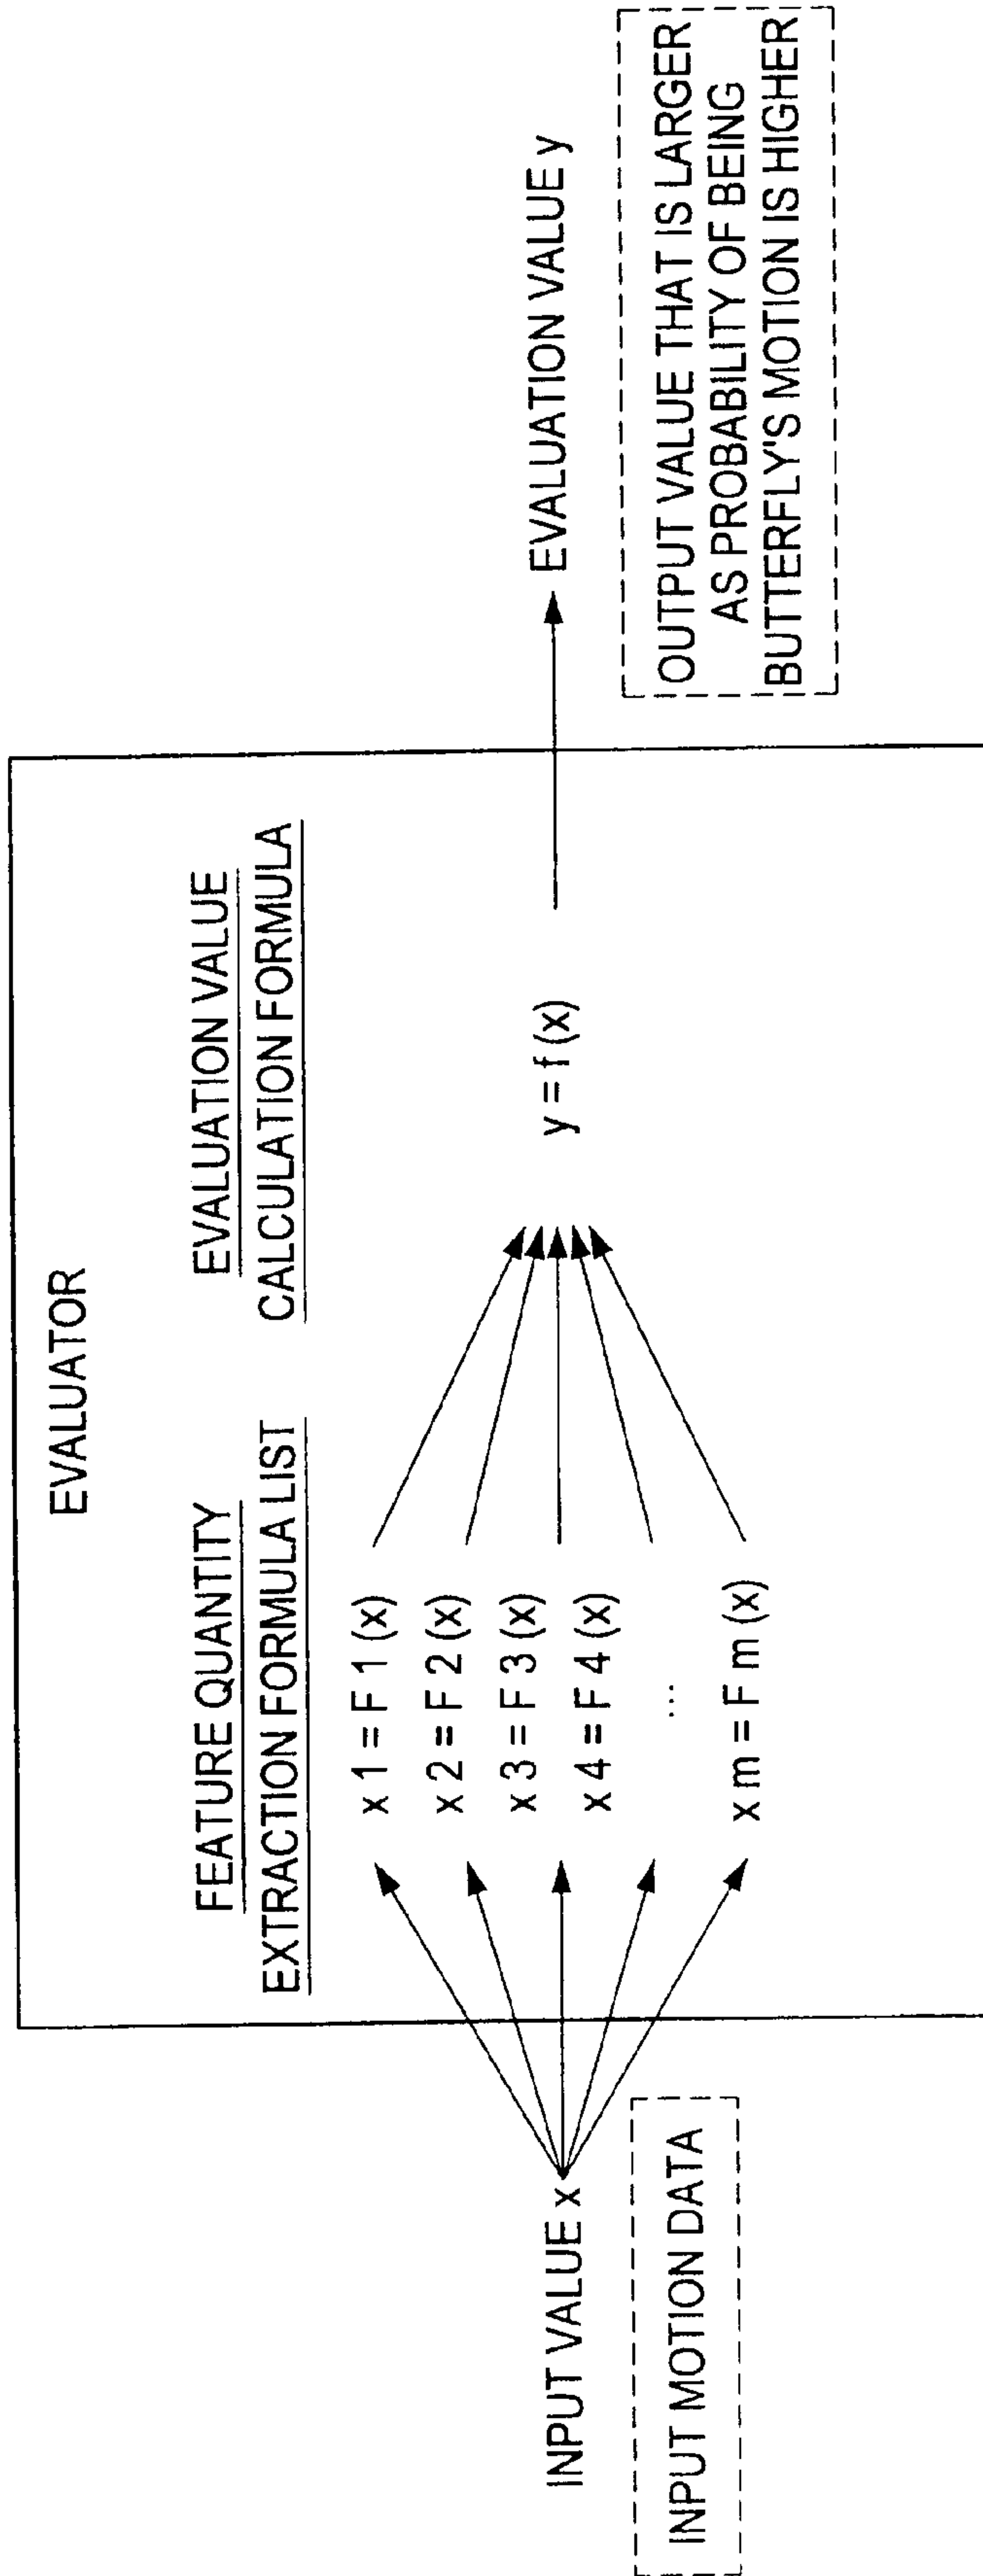 EVALUATOR
FEATURE QUANTITY
EXTRACTION FORMULA LIST
EVALUATION VALUE
CALCULATION FORMULA
INPUT VALUE x
INPUT MOTION DATA
x 1 = F 1 (x)
x 2 = F 2 (x)
x 3 = F 3 (x)
x 4 = F 4 (x)
...
x m = F m (x)
y = f (x)
EVALUATION VALUE y
OUTPUT VALUE THAT IS LARGER
AS PROBABILITY OF BEING
BUTTERFLY'S MOTION IS HIGHER